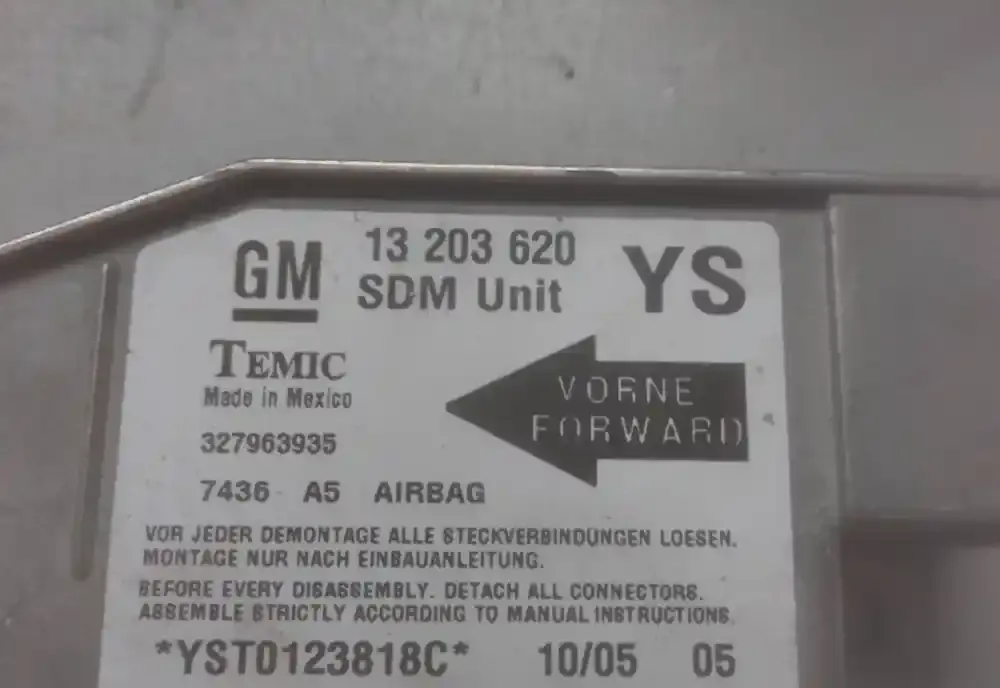 GM
13 203 620
SDM Unit
YS
TEMIC
Made in Mexico
327963935
7436 A5 AIRBAG
VORNE
FORWARD
VOR JEDER DEMONTAGE ALLE STECKVERBINDUNGEN LOESEN.
MONTAGE NUR NACH EINBAUANLEITUNG.
BEFORE EVERY DISASSEMBLY. DETACH ALL CONNECTORS.
ASSEMBLE STRICTLY ACCORDING TO MANUAL INSTRUCTIONS.
*YST0123818C* 10/05 05